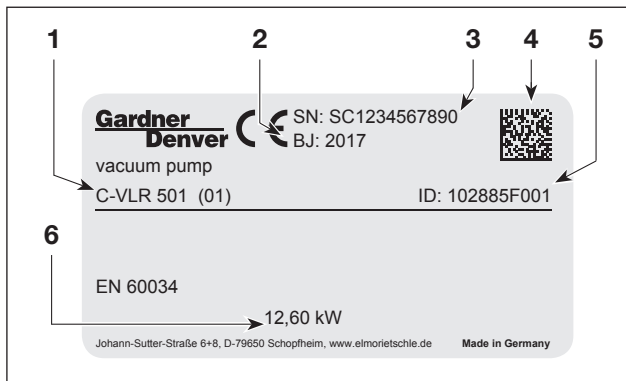 1 2 3 4 5
Gardner
Denver
CE
SN: SC1234567890
BJ: 2017
vacuum pump
C-VLR 501 (01) ID: 102885F001
6
EN 60034
12,60 kW
Johann-Sutter-Straße 6+8, D-79650 Schopfheim, www.elmorietschle.de Made in Germany